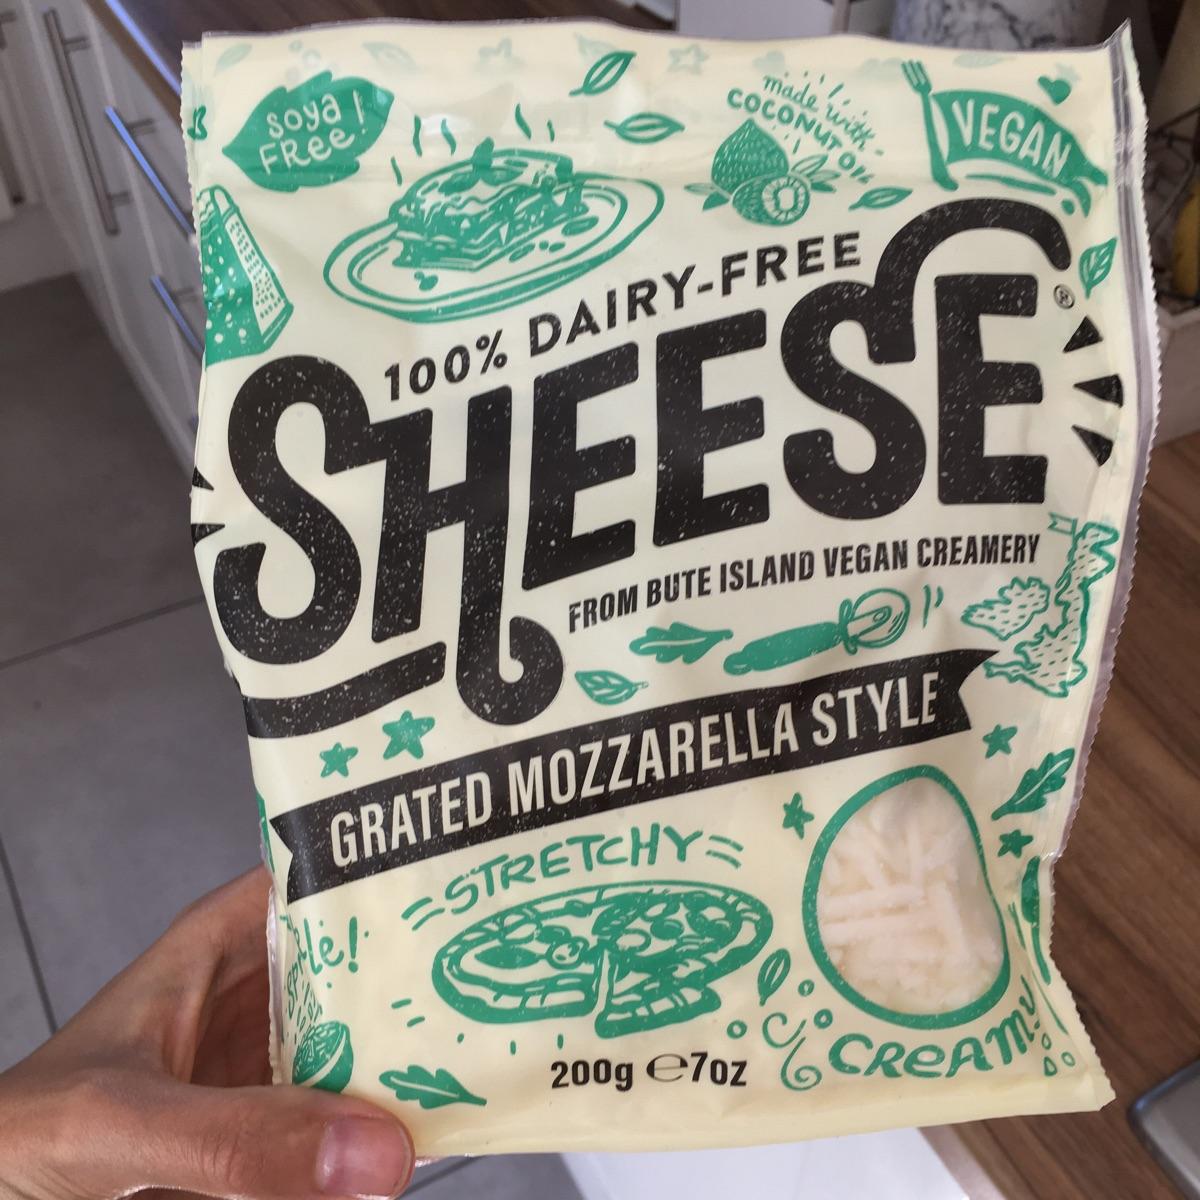 soya
FRee!
made with
COCONUT OIL
VEGAN
100% DAIRY-FREE
SHEESE®
FROM BUTE ISLAND VEGAN CREAMERY
GRATED MOZZARELLA STYLE
=STRETCHY=
CREAMY
200g ℮7oz